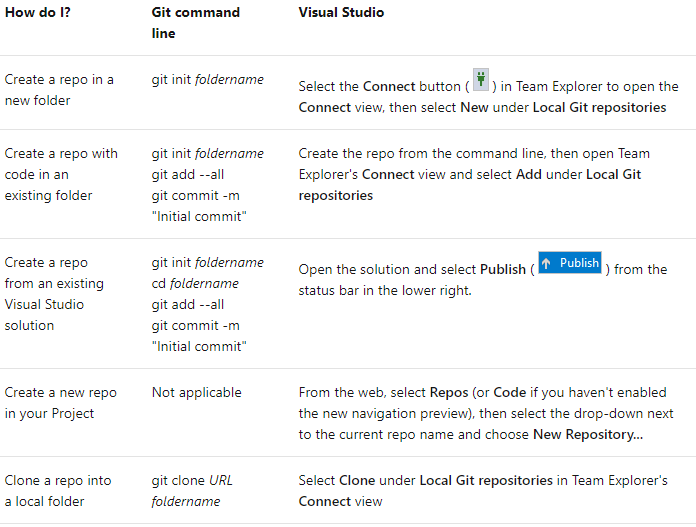 How do I?
Git command
line
Visual Studio
Create a repo in a
new folder
git init foldername
Select the Connect button ( ) in Team Explorer to open the
Connect view, then select New under Local Git repositories
Create a repo with
code in an
existing folder
git init foldername
git add --all
git commit -m
"Initial commit"
Create the repo from the command line, then open Team
Explorer's Connect view and select Add under Local Git
repositories
Create a repo
from an existing
Visual Studio
solution
git init foldername
cd foldername
git add --all
git commit -m
"Initial commit"
Open the solution and select Publish ( Publish ) from the
status bar in the lower right.
Create a new repo
in your Project
Not applicable
From the web, select Repos (or Code if you haven't enabled
the new navigation preview), then select the drop-down next
to the current repo name and choose New Repository...
Clone a repo into
a local folder
git clone URL
foldername
Select Clone under Local Git repositories in Team Explorer's
Connect view